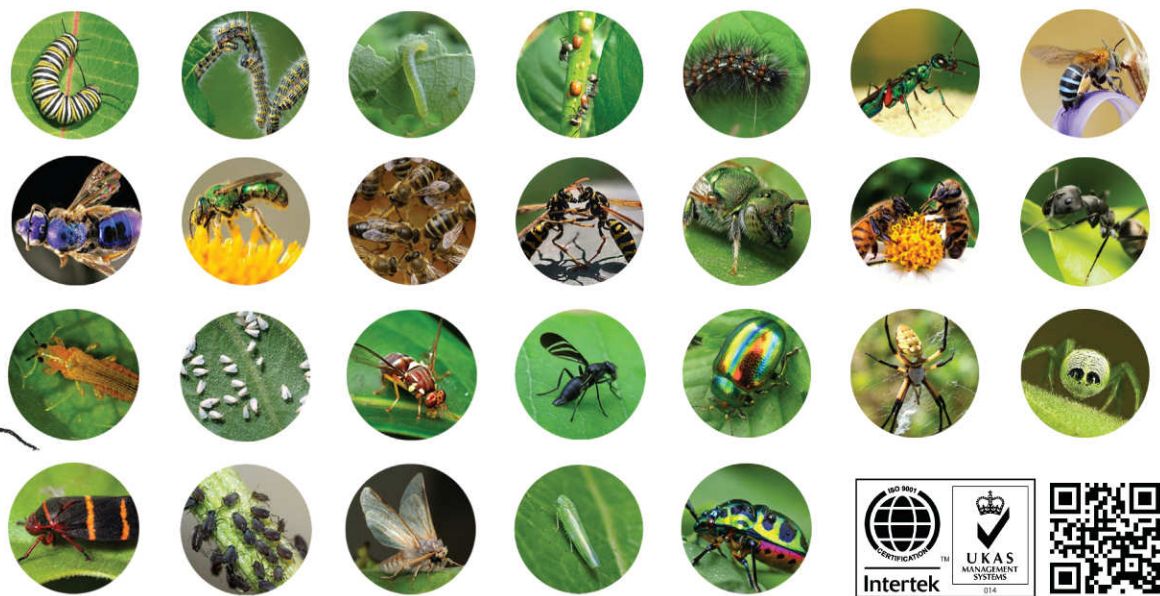 ISO 9001
CERTIFICATION
TM
Intertek
UKAS
MANAGEMENT
SYSTEMS
014